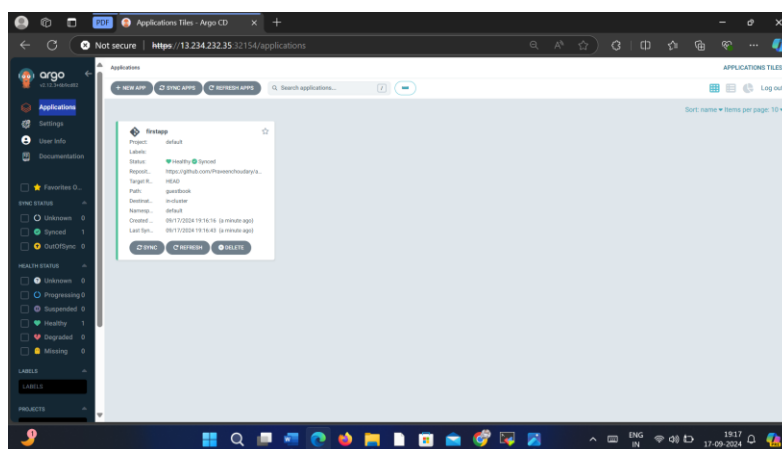 PDF
Applications Tiles - Argo CD
Not secure
https://13.234.232.35:32154/applications
argo
Applications
Settings
User Info
Documentation
Favorites O...
SYNC STATUS
Unknown 0
Synced 1
OutOfSync 0
HEALTH STATUS
Unknown 0
Progressing 0
Suspended 0
Healthy 1
Degraded 0
Missing 0
LABELS
LABELS
PROJECTS
Applications
APPLICATIONS TILES
+ NEW APP
SYNC APPS
REFRESH APPS
Search applications...
/
Log out
Sort: name
Items per page: 10
firstapp
Project: default
Labels:
Status: Healthy Synced
Reposit... https://github.com/Praveenchoudary/a...
Target R... HEAD
Path: guestbook
Destinat... in-cluster
Namesp... default
Created ... 09/17/2024 19:16:16 (a minute ago)
Last Syn... 09/17/2024 19:16:45 (a minute ago)
SYNC
REFRESH
DELETE
ENG
IN
19:17
17-09-2024